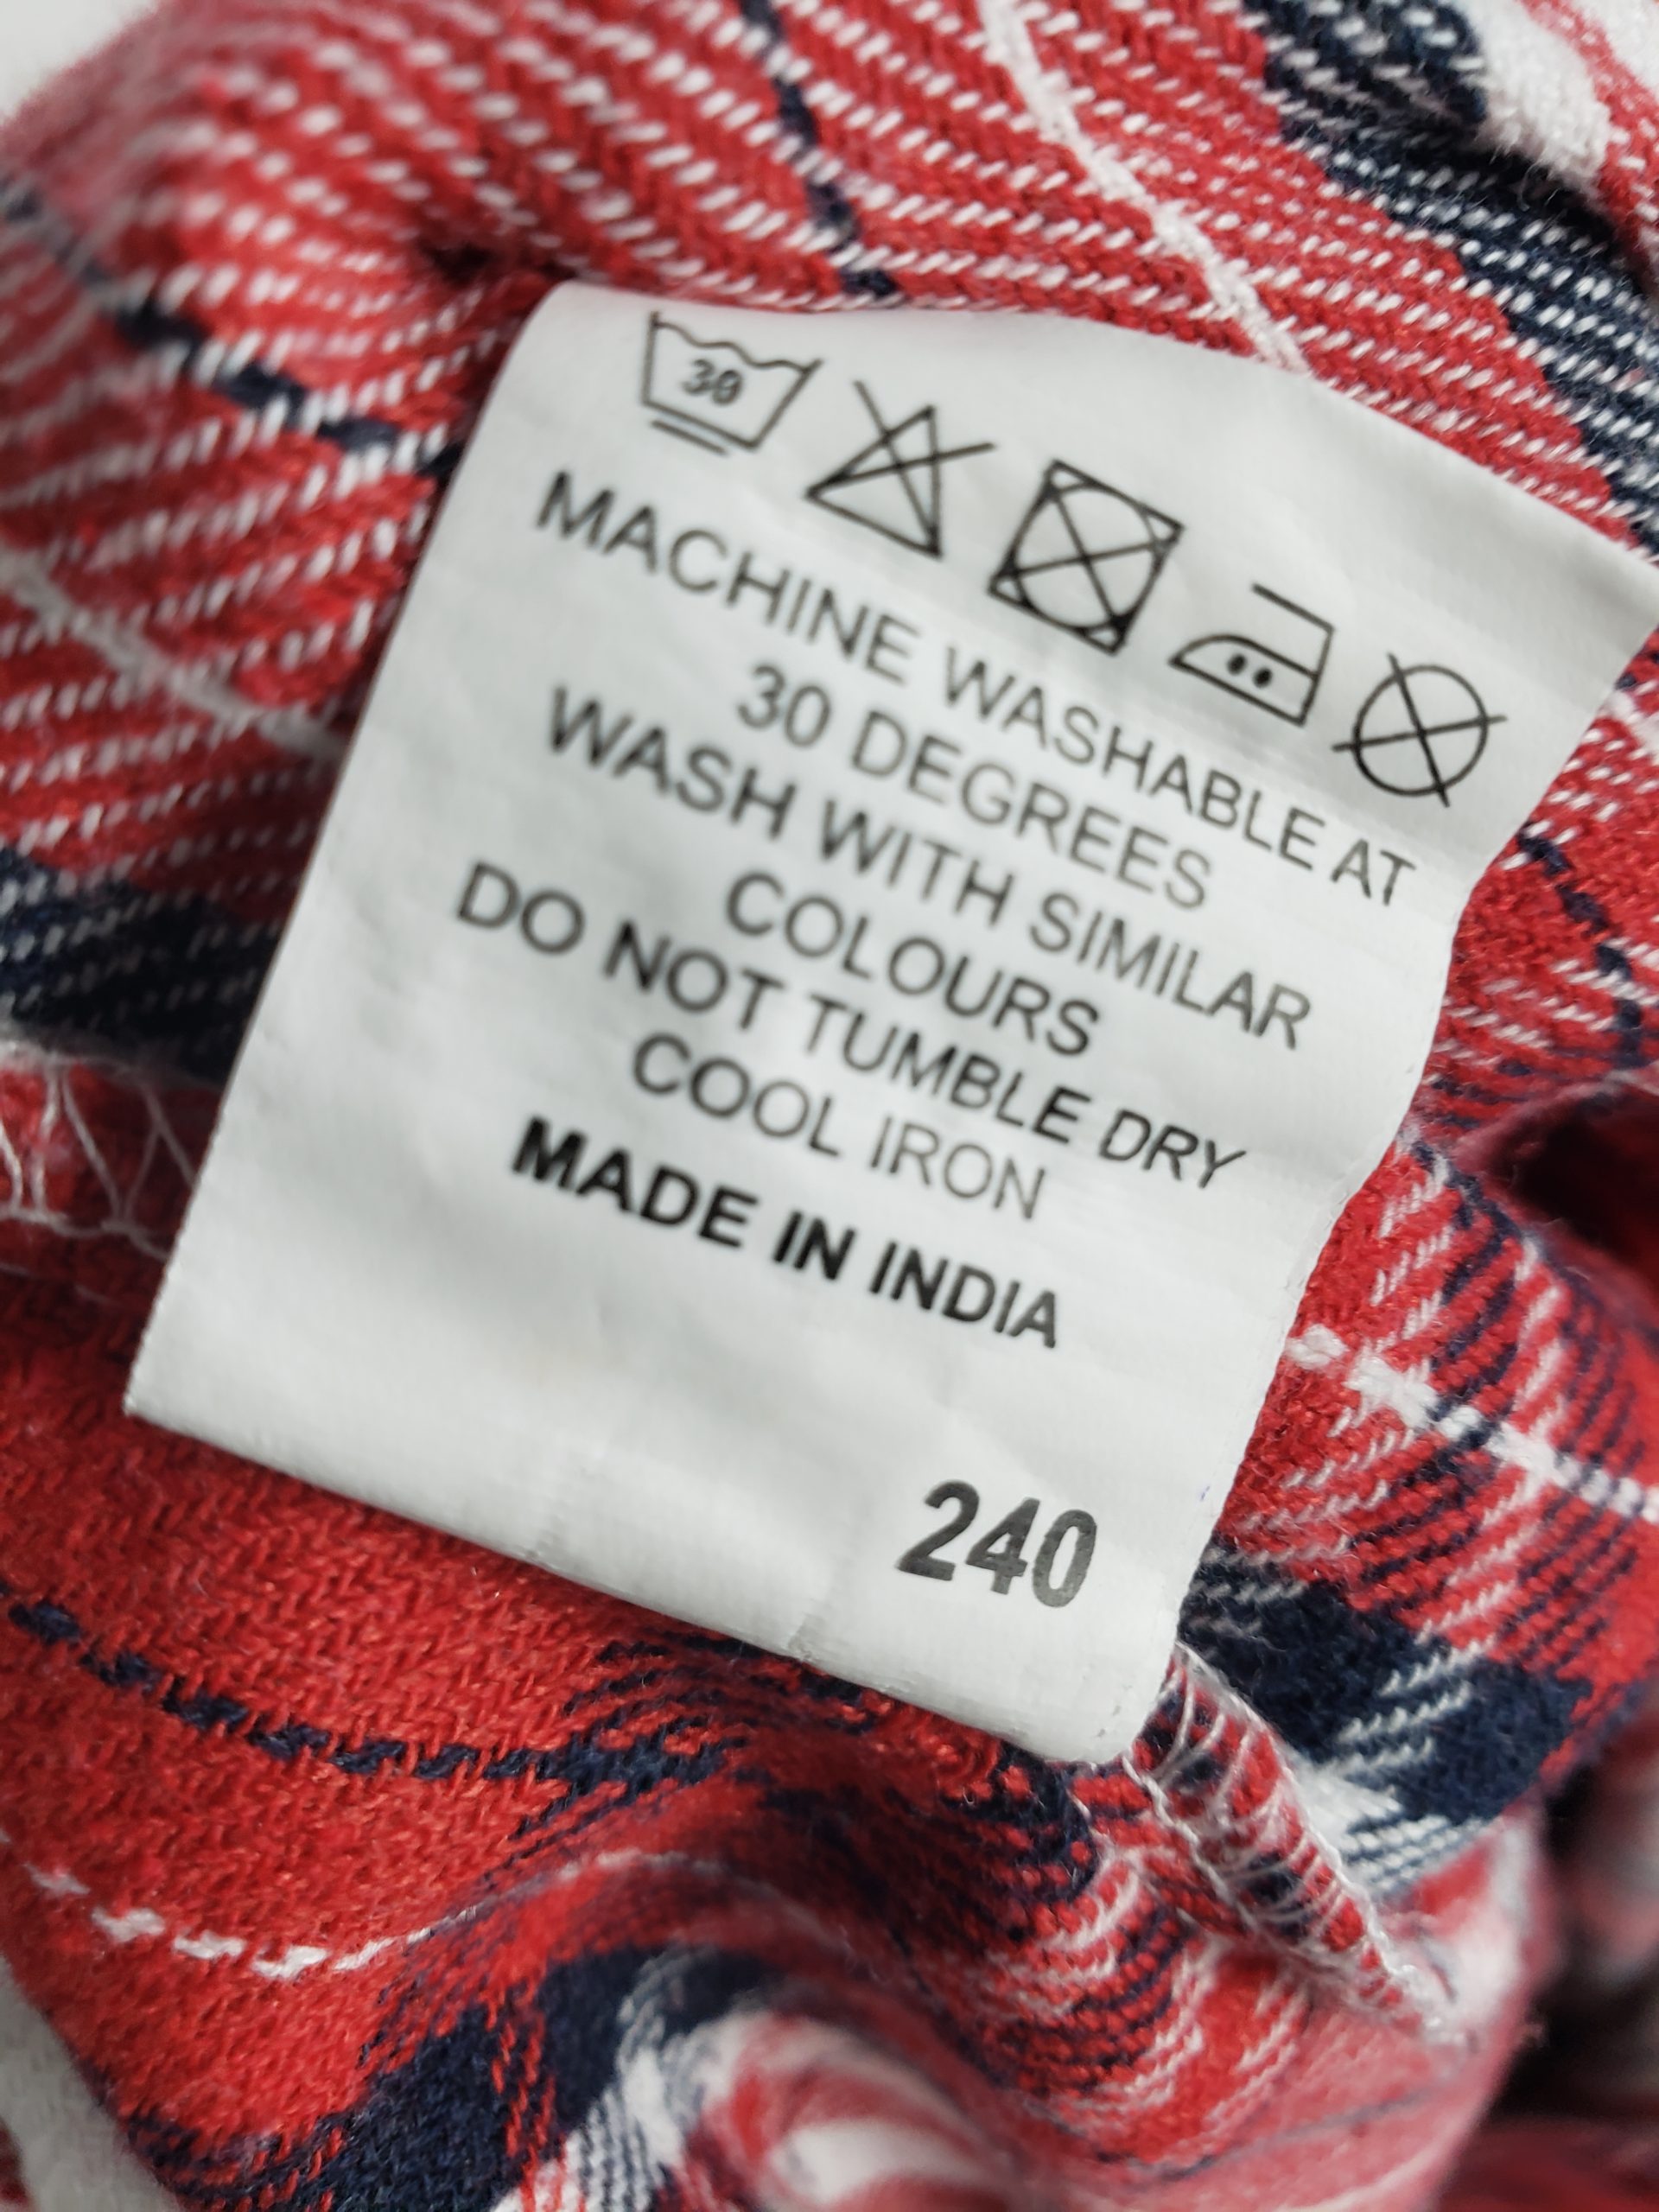 30
MACHINE WASHABLE AT
30 DEGREES
WASH WITH SIMILAR
COLOURS
DO NOT TUMBLE DRY
COOL IRON
MADE IN INDIA
240